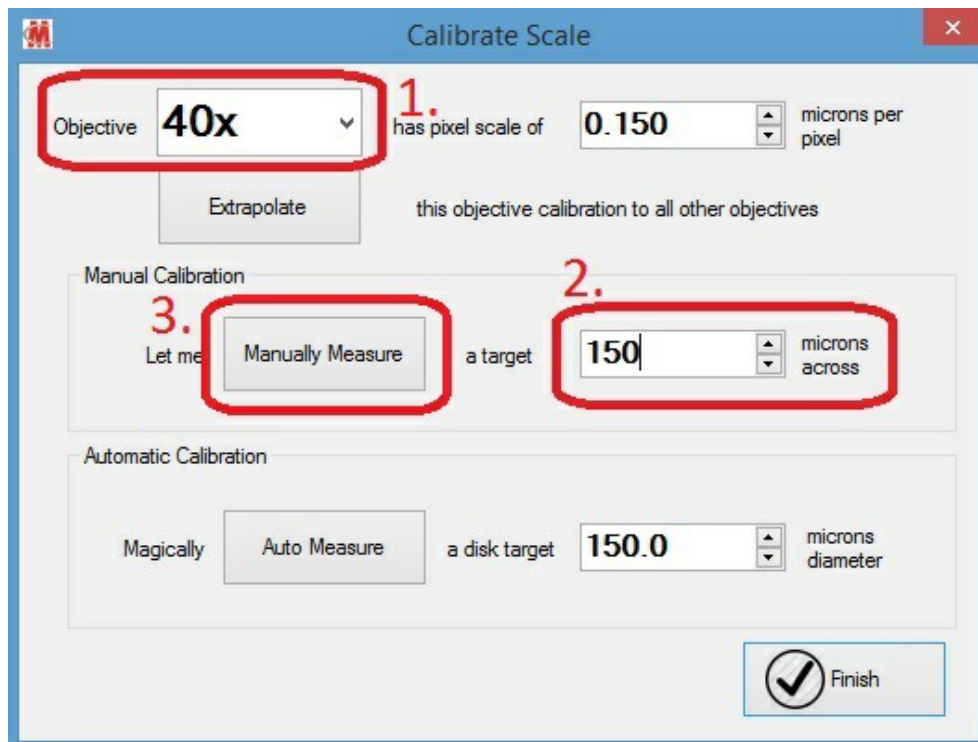 Calibrate Scale
1.
Objective 40x has pixel scale of 0.150 microns per
pixel
Extrapolate this objective calibration to all other objectives
Manual Calibration
2.
3.
Let me Manually Measure a target 150 microns
across
Automatic Calibration
Magically Auto Measure a disk target 150.0 microns
diameter
Finish